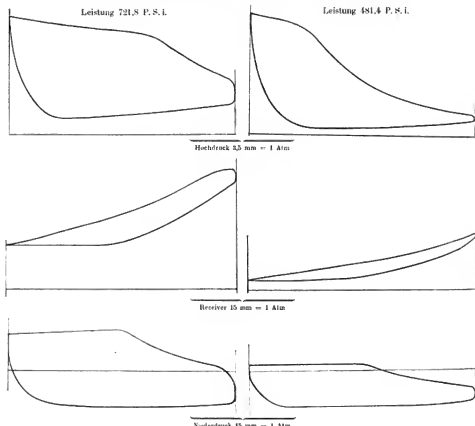 Leistung 721,8 P. S. i.
Leistung 481,4 P. S. i.
Hochdruck 3,5 mm = 1 Atm
Receiver 15 mm = 1 Atm
Niederdruck 15 mm = 1 Atm